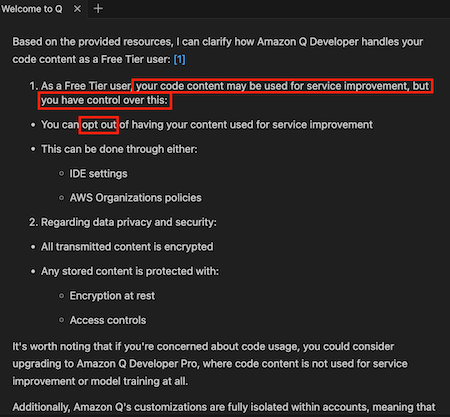 Welcome to Q
Based on the provided resources, I can clarify how Amazon Q Developer handles your
code content as a Free Tier user: [1]
1. As a Free Tier user, your code content may be used for service improvement, but
you have control over this:
• You can opt out of having your content used for service improvement
• This can be done through either:
◦ IDE settings
◦ AWS Organizations policies
2. Regarding data privacy and security:
• All transmitted content is encrypted
• Any stored content is protected with:
◦ Encryption at rest
◦ Access controls
It's worth noting that if you're concerned about code usage, you could consider
upgrading to Amazon Q Developer Pro, where code content is not used for service
improvement or model training at all.
Additionally, Amazon Q's customizations are fully isolated within accounts, meaning that